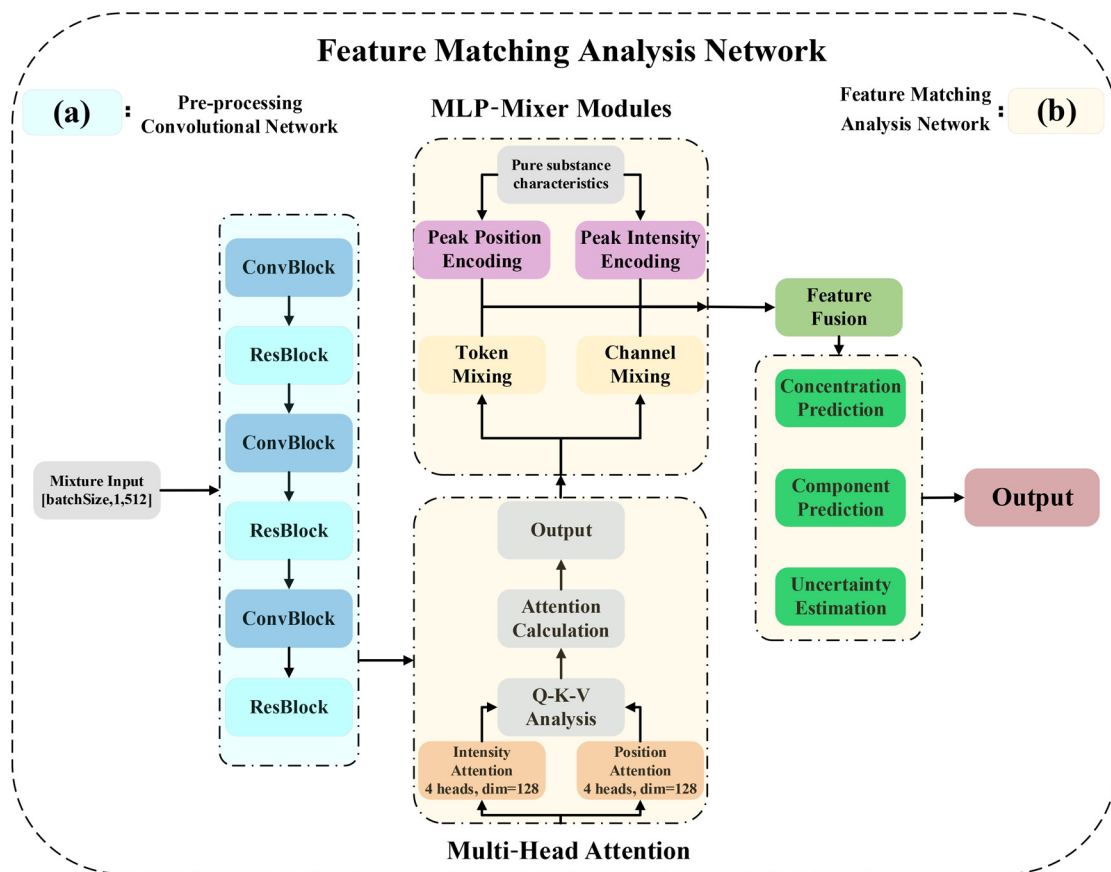 Feature Matching Analysis Network
(a) :
Pre-processing
Convolutional Network
MLP-Mixer Modules
Feature Matching
Analysis Network
: (b)
Pure substance
characteristics
Peak Position
Encoding
Peak Intensity
Encoding
Token
Mixing
Channel
Mixing
Mixture Input
[batchSize,1,512]
ConvBlock
ResBlock
ConvBlock
ResBlock
ConvBlock
ResBlock
Output
Attention
Calculation
Q-K-V
Analysis
Intensity
Attention
4 heads, dim=128
Position
Attention
4 heads, dim=128
Multi-Head Attention
Feature
Fusion
Concentration
Prediction
Component
Prediction
Uncertainty
Estimation
Output